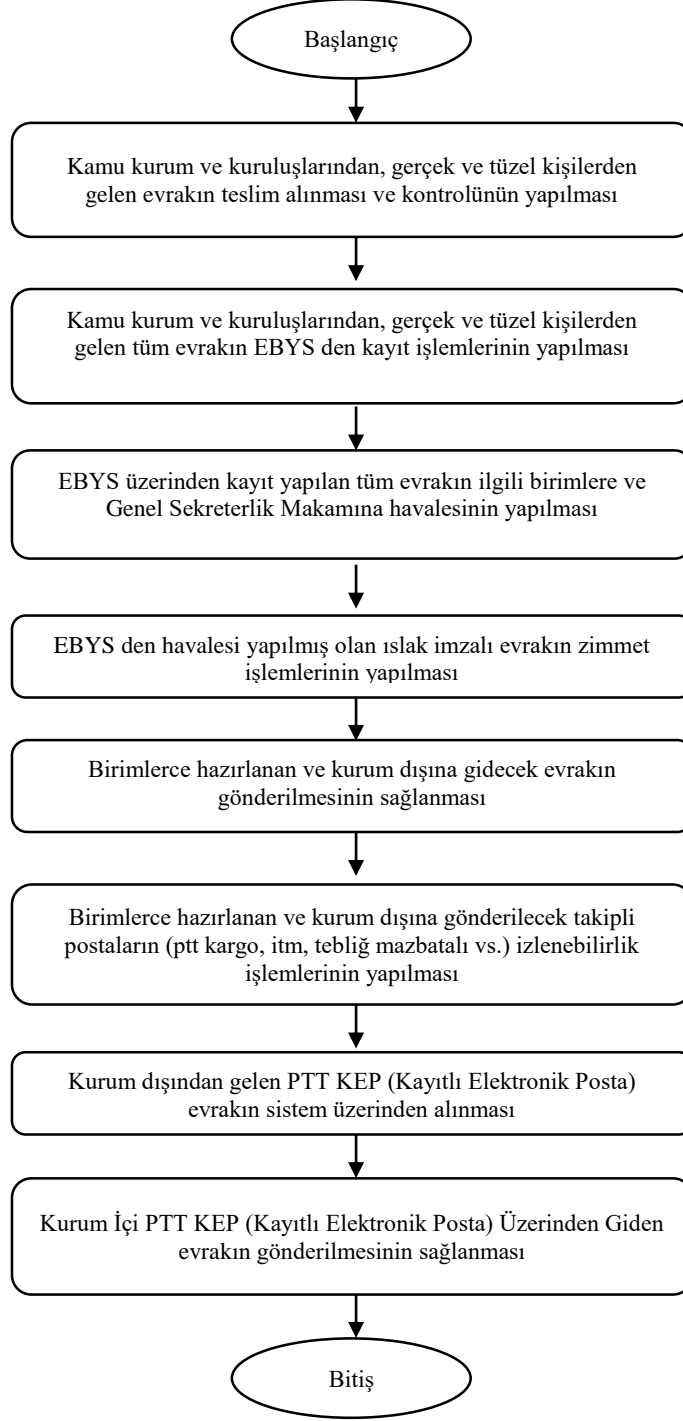 Başlangıç
Kamu kurum ve kuruluşlarından, gerçek ve tüzel kişilerden
gelen evrakın teslim alınması ve kontrolünün yapılması
Kamu kurum ve kuruluşlarından, gerçek ve tüzel kişilerden
gelen tüm evrakın EBYS den kayıt işlemlerinin yapılması
EBYS üzerinden kayıt yapılan tüm evrakın ilgili birimlere ve
Genel Sekreterlik Makamına havalesinin yapılması
EBYS den havalesi yapılmış olan ıslak imzalı evrakın zimmet
işlemlerinin yapılması
Birimlerce hazırlanan ve kurum dışına gidecek evrakın
gönderilmesinin sağlanması
Birimlerce hazırlanan ve kurum dışına gönderilecek takipli
postaların (ptt kargo, itm, tebliğ mazbatalı vs.) izlenebilirlik
işlemlerinin yapılması
Kurum dışından gelen PTT KEP (Kayıtlı Elektronik Posta)
evrakın sistem üzerinden alınması
Kurum İçi PTT KEP (Kayıtlı Elektronik Posta) Üzerinden Giden
evrakın gönderilmesinin sağlanması
Bitiş